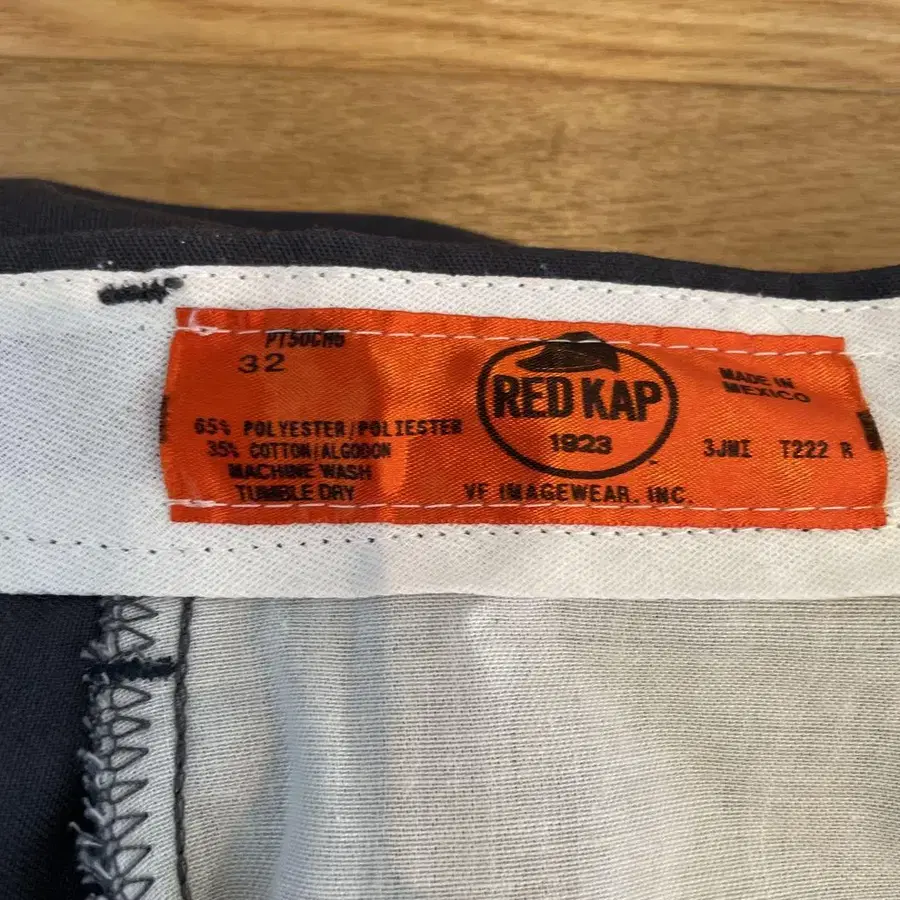 32
65% POLYESTER/POLIESTER
35% COTTON/ALGODON
MACHINE WASH
TUMBLE DRY
RED KAP
1923
™
VF IMAGEWEAR, INC.
MADE IN
MEXICO
3JMI T222 R